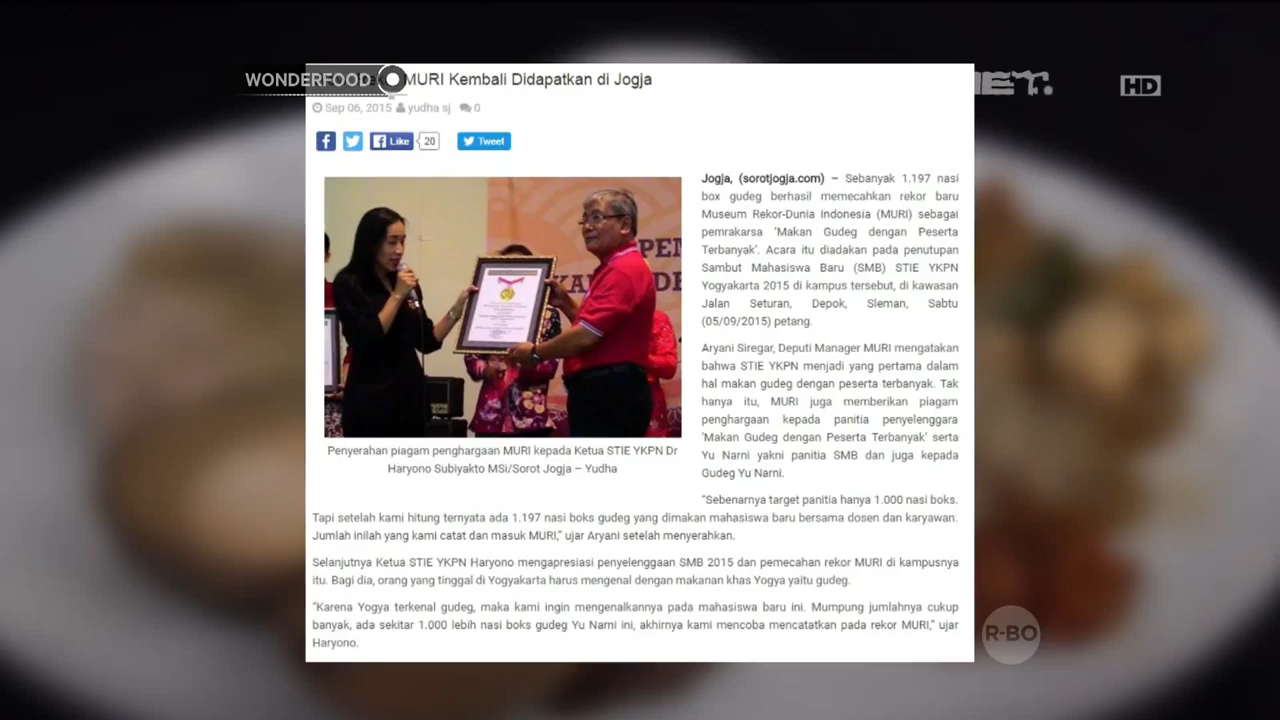 WONDERFOOD
MURI Kembali Didapatkan di Jogja
HD
Sep 06, 2015 yudha sj 0
Like 20 Tweet
Jogja, (sorotjogja.com) – Sebanyak 1.197 nasi
box gudeg berhasil memecahkan rekor baru
Museum Rekor-Dunia Indonesia (MURI) sebagai
pemrakarsa ‘Makan Gudeg dengan Peserta
Terbanyak’. Acara itu diadakan pada penutupan
Sambut Mahasiswa Baru (SMB) STIE YKPN
Yogyakarta 2015 di kampus tersebut, di kawasan
Jalan Seturan, Depok, Sleman, Sabtu
(05/09/2015) petang.
Aryani Siregar, Deputi Manager MURI mengatakan
bahwa STIE YKPN menjadi yang pertama dalam
hal makan gudeg dengan peserta terbanyak. Tak
hanya itu, MURI juga memberikan piagam
penghargaan kepada panitia penyelenggara
‘Makan Gudeg dengan Peserta Terbanyak’ serta
Yu Narni yakni panitia SMB dan juga kepada
Gudeg Yu Narni.
Penyerahan piagam penghargaan MURI kepada Ketua STIE YKPN Dr
Haryono Subiyakto MSi/Sorot Jogja – Yudha
“Sebenarnya target panitia hanya 1.000 nasi boks.
Tapi setelah kami hitung ternyata ada 1.197 nasi boks gudeg yang dimakan mahasiswa baru bersama dosen dan karyawan.
Jumlah inilah yang kami catat dan masuk MURI,” ujar Aryani setelah menyerahkan.
Selanjutnya Ketua STIE YKPN Haryono mengapresiasi penyelenggaan SMB 2015 dan pemecahan rekor MURI di kampusnya
itu. Bagi dia, orang yang tinggal di Yogyakarta harus mengenal dengan makanan khas Yogya yaitu gudeg.
“Karena Yogya terkenal gudeg, maka kami ingin mengenalkannya pada mahasiswa baru ini. Mumpung jumlahnya cukup
banyak, ada sekitar 1.000 lebih nasi boks gudeg Yu Narni ini, akhirnya kami mencoba mencatatkan pada rekor MURI,” ujar
Haryono.
R-BO